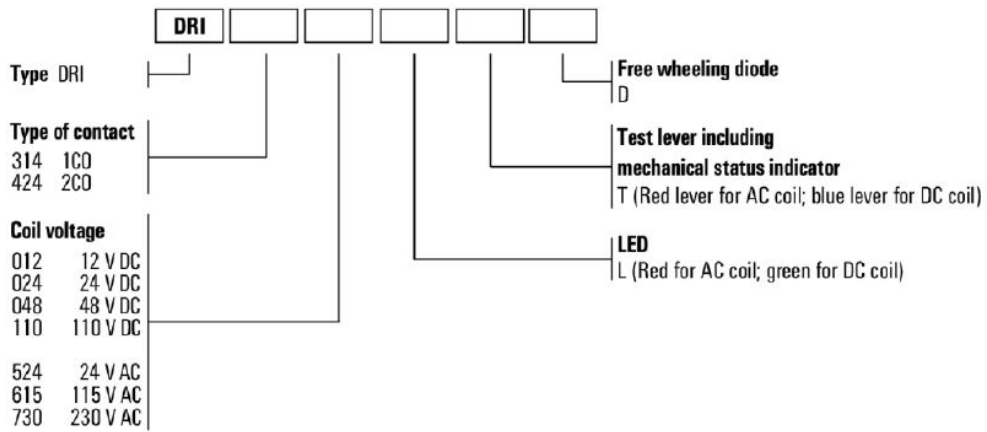 DRI
Type DRI
Type of contact
314 1CO
424 2CO
Coil voltage
012 12 V DC
024 24 V DC
048 48 V DC
110 110 V DC
524 24 V AC
615 115 V AC
730 230 V AC
Free wheeling diode
D
Test lever including
mechanical status indicator
T (Red lever for AC coil; blue lever for DC coil)
LED
L (Red for AC coil; green for DC coil)